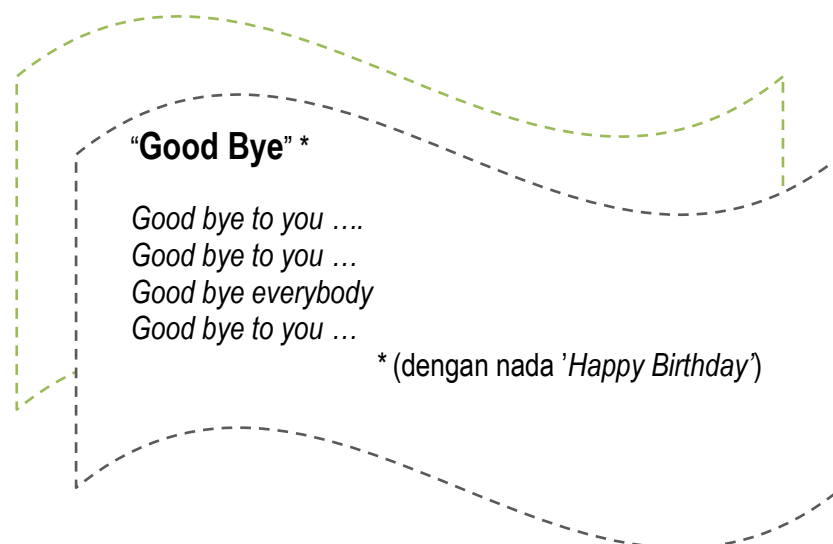 “Good Bye” *
Good bye to you ….
Good bye to you …
Good bye everybody
Good bye to you …
* (dengan nada ’Happy Birthday’)